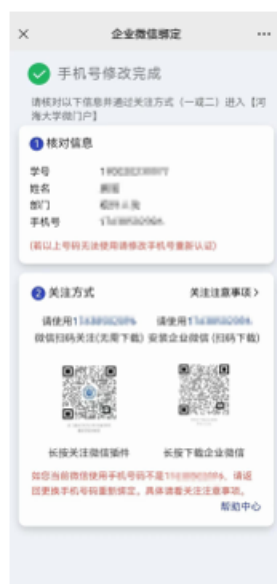 企业微信绑定
手机号修改完成
请核对以下信息并通过关注方式（一或二）进入【河
海大学微门户】
1 核对信息
学号
姓名
部门
手机号
(若以上号码无法使用请修改手机号重新认证)
2 关注方式 关注注意事项>
请使用1 请使用1
微信扫码关注(无需下载) 安装企业微信 (扫码下载)
长按关注微信插件 长按下载企业微信
如您当前微信使用手机号码不是1 ，请返
回更换手机号码重新绑定，具体请看关注注意事项。
帮助中心